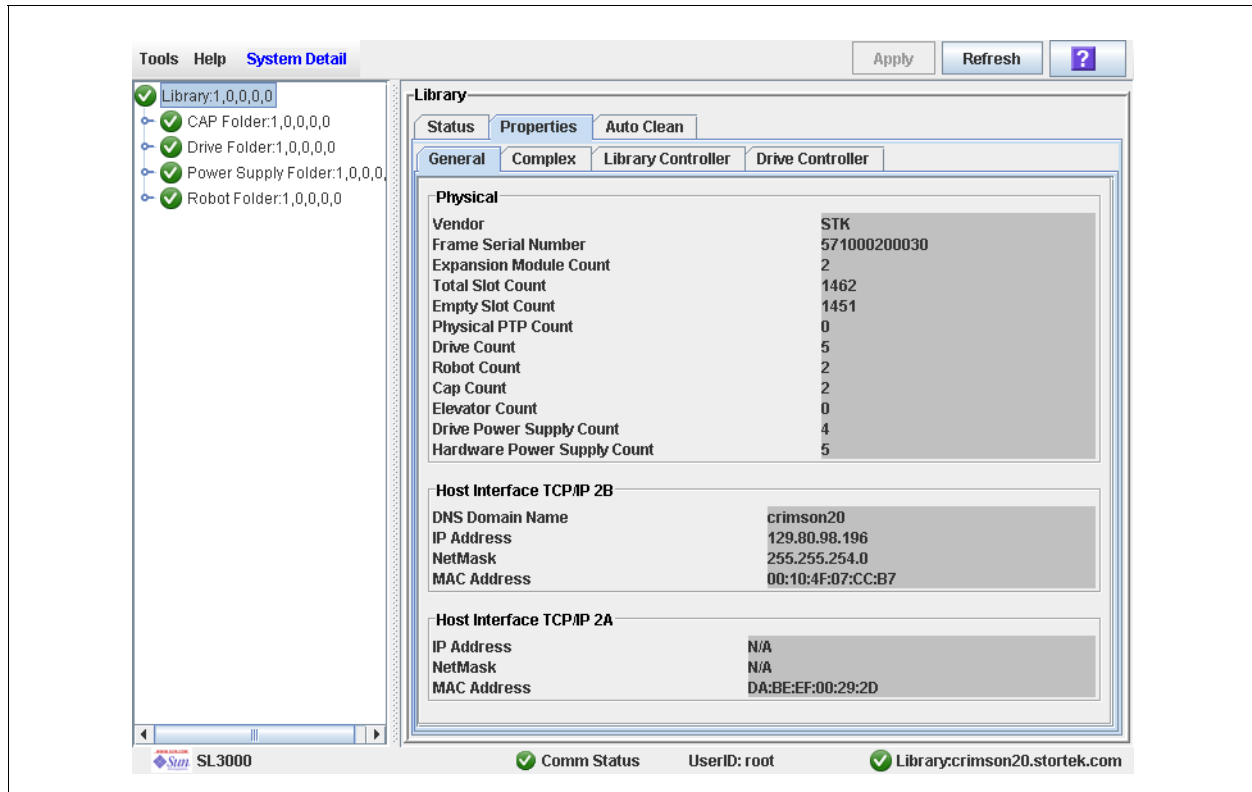 Tools Help System Detail
Apply Refresh ?
Library:1,0,0,0,0
CAP Folder:1,0,0,0,0
Drive Folder:1,0,0,0,0
Power Supply Folder:1,0,0,
Robot Folder:1,0,0,0,0
Library
Status Properties Auto Clean
General Complex Library Controller Drive Controller
Physical
Vendor STK
Frame Serial Number 571000200030
Expansion Module Count 2
Total Slot Count 1462
Empty Slot Count 1451
Physical PTP Count 0
Drive Count 5
Robot Count 2
Cap Count 2
Elevator Count 0
Drive Power Supply Count 4
Hardware Power Supply Count 5
Host Interface TCP/IP 2B
DNS Domain Name crimson20
IP Address 129.80.98.196
NetMask 255.255.254.0
MAC Address 00:10:4F:07:CC:B7
Host Interface TCP/IP 2A
IP Address N/A
NetMask N/A
MAC Address DA:BE:EF:00:29:2D
Sun SL3000 Comm Status UserID: root Library:crimson20.stortek.com